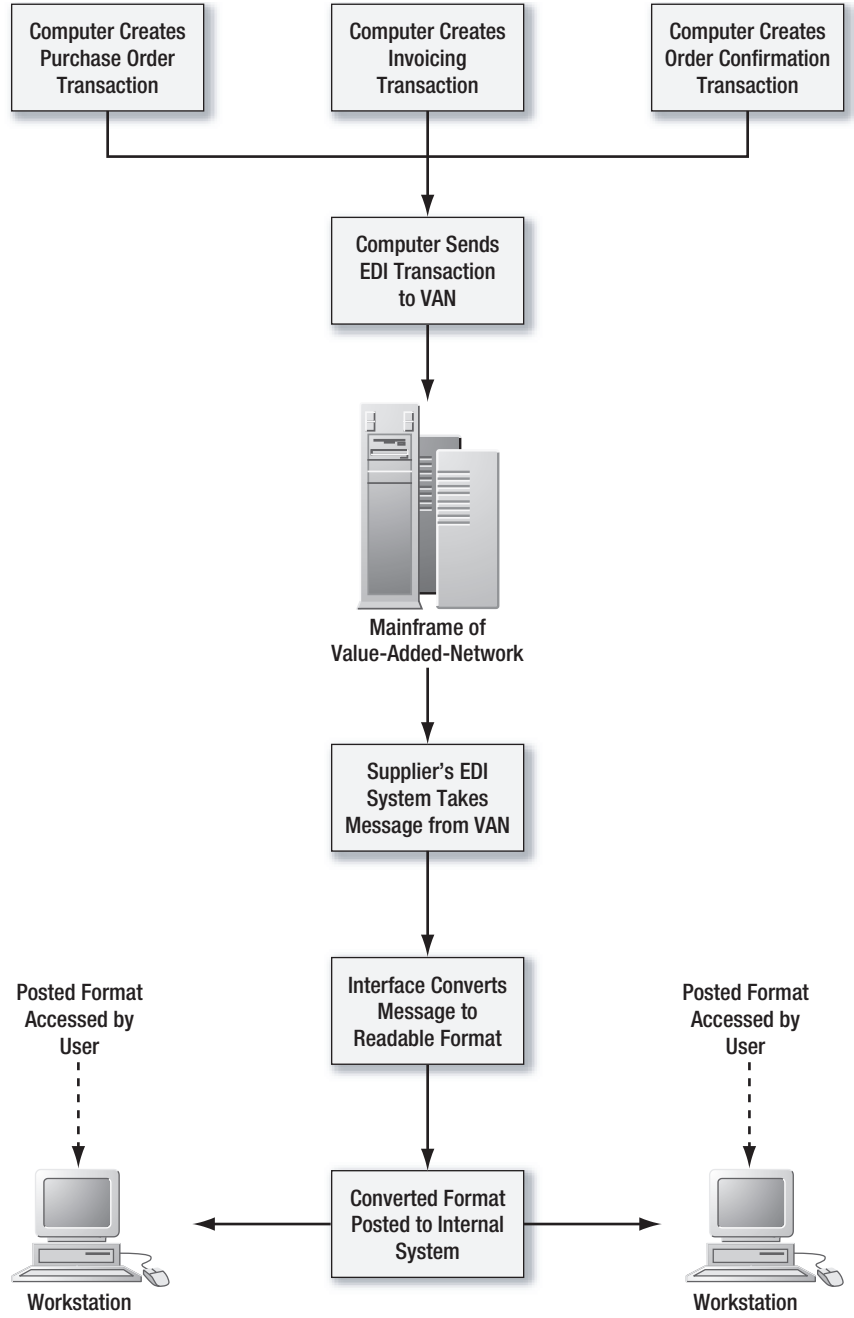 Computer Creates
Purchase Order
Transaction
Computer Creates
Invoicing
Transaction
Computer Creates
Order Confirmation
Transaction
Computer Sends
EDI Transaction
to VAN
Mainframe of
Value-Added-Network
Supplier’s EDI
System Takes
Message from VAN
Interface Converts
Message to
Readable Format
Posted Format
Accessed by
User
Posted Format
Accessed by
User
Converted Format
Posted to Internal
System
Workstation
Workstation